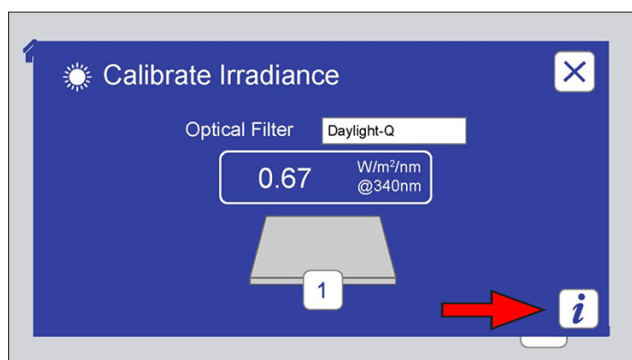 Calibrate Irradiance
Optical Filter Daylight-Q
0.67 W/m²/nm
@340nm
1
i